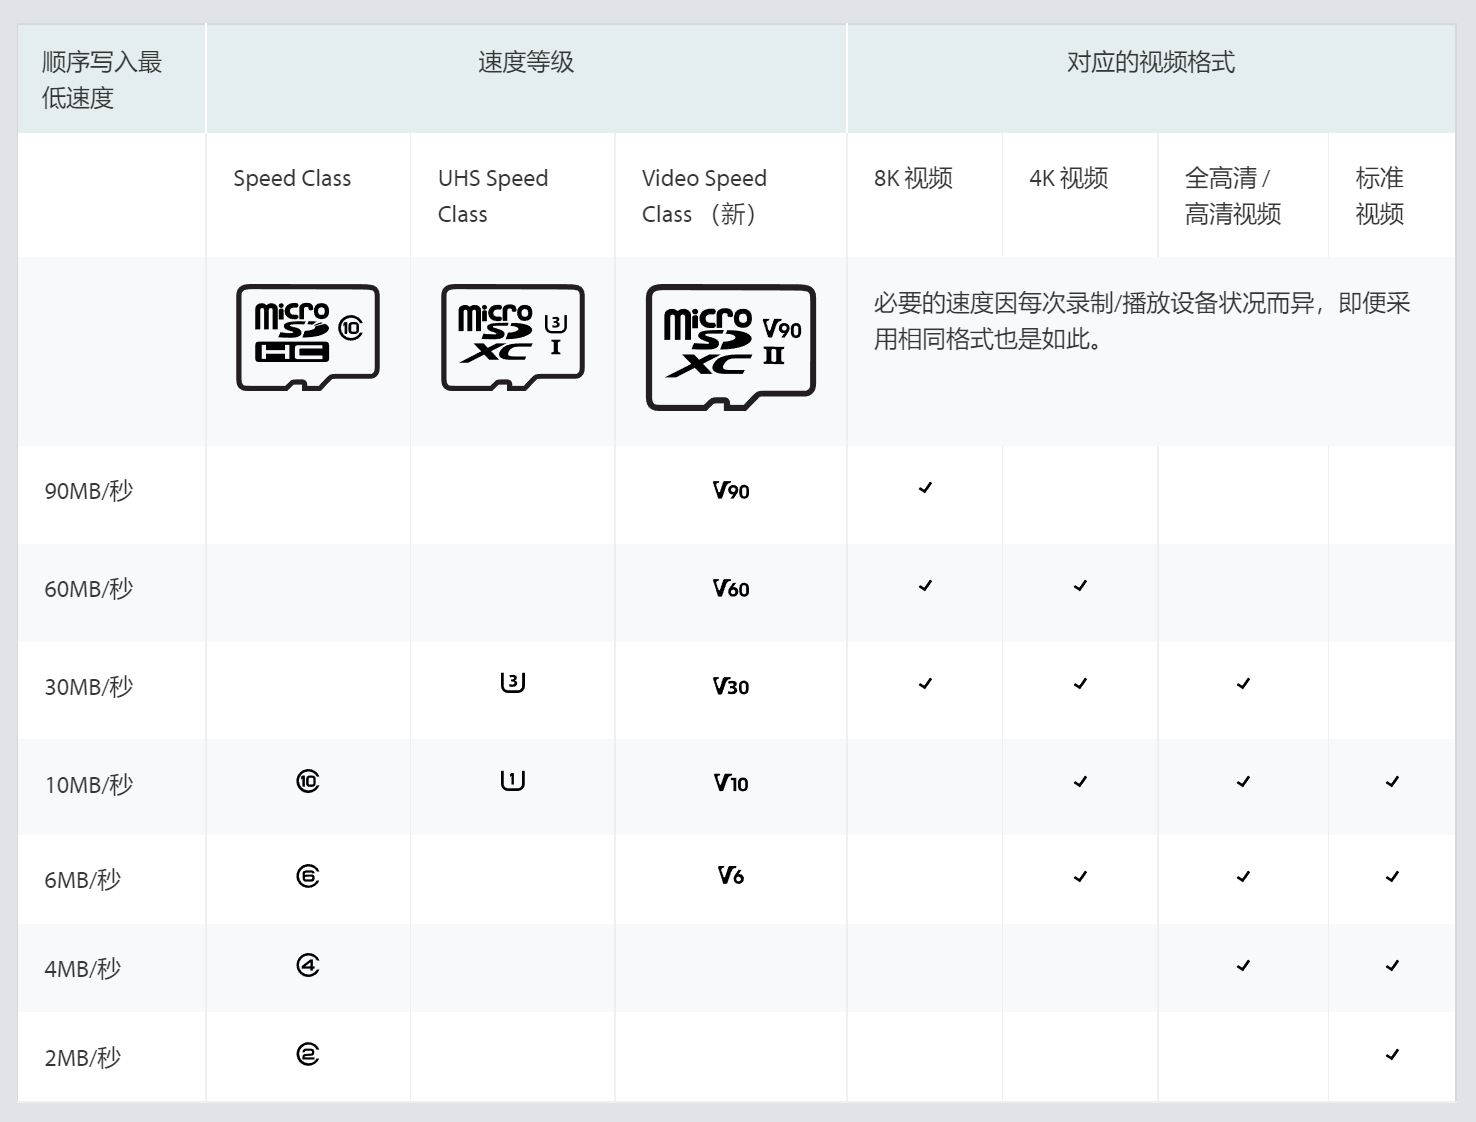 顺序写入最
低速度
速度等级
对应的视频格式
Speed Class
UHS Speed
Class
Video Speed
Class （新）
8K 视频
4K 视频
全高清 /
高清视频
标准
视频
micro
SD
HC
10
micro
SD
XC
3
I
micro
SD
XC
V90
II
必要的速度因每次录制/播放设备状况而异，即便采
用相同格式也是如此。
90MB/秒
V90
60MB/秒
V60
30MB/秒
3
V30
10MB/秒
10
1
V10
6MB/秒
6
V6
4MB/秒
4
2MB/秒
2